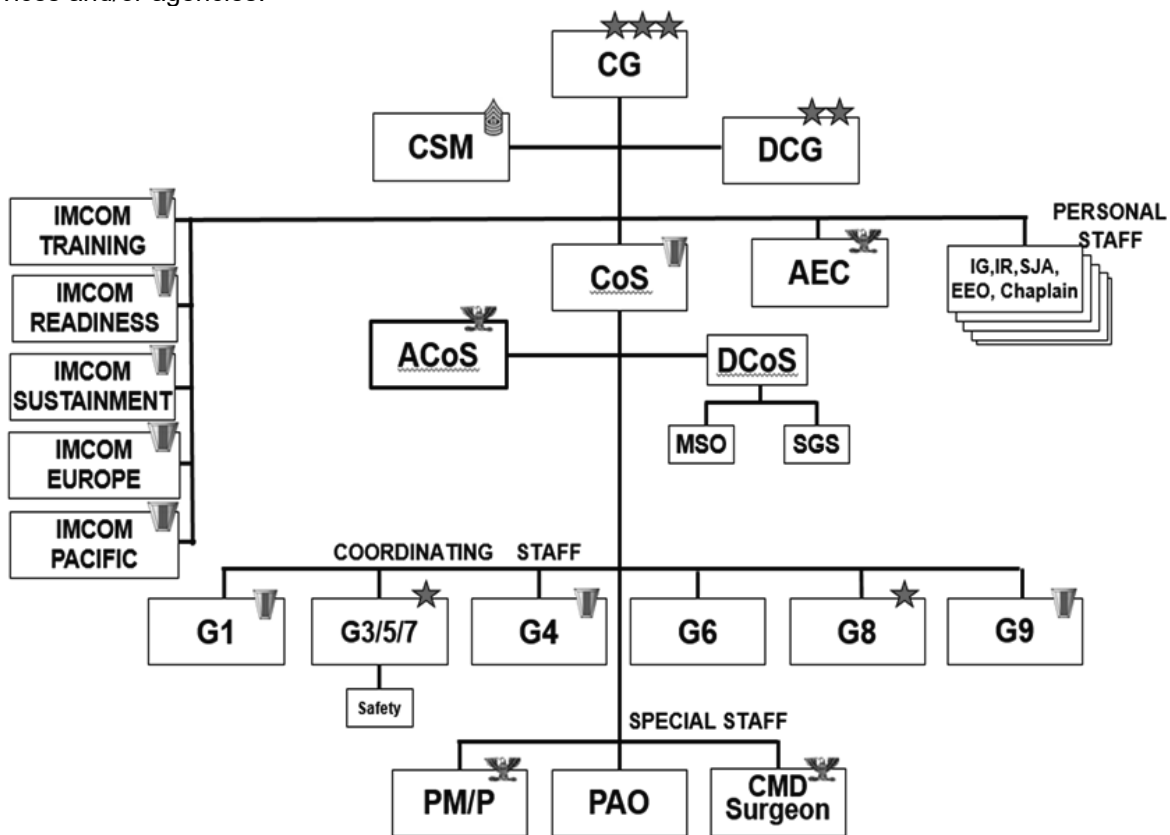 CG
CSM
DCG
IMCOM
TRAINING
IMCOM
READINESS
IMCOM
SUSTAINMENT
IMCOM
EUROPE
IMCOM
PACIFIC
CoS
AEC
PERSONAL
STAFF
IG,IR,SJA,
EEO, Chaplain
ACoS
DCoS
MSO
SGS
COORDINATING STAFF
G1
G3/5/7
G4
G6
G8
G9
Safety
SPECIAL STAFF
PM/P
PAO
CMD
Surgeon